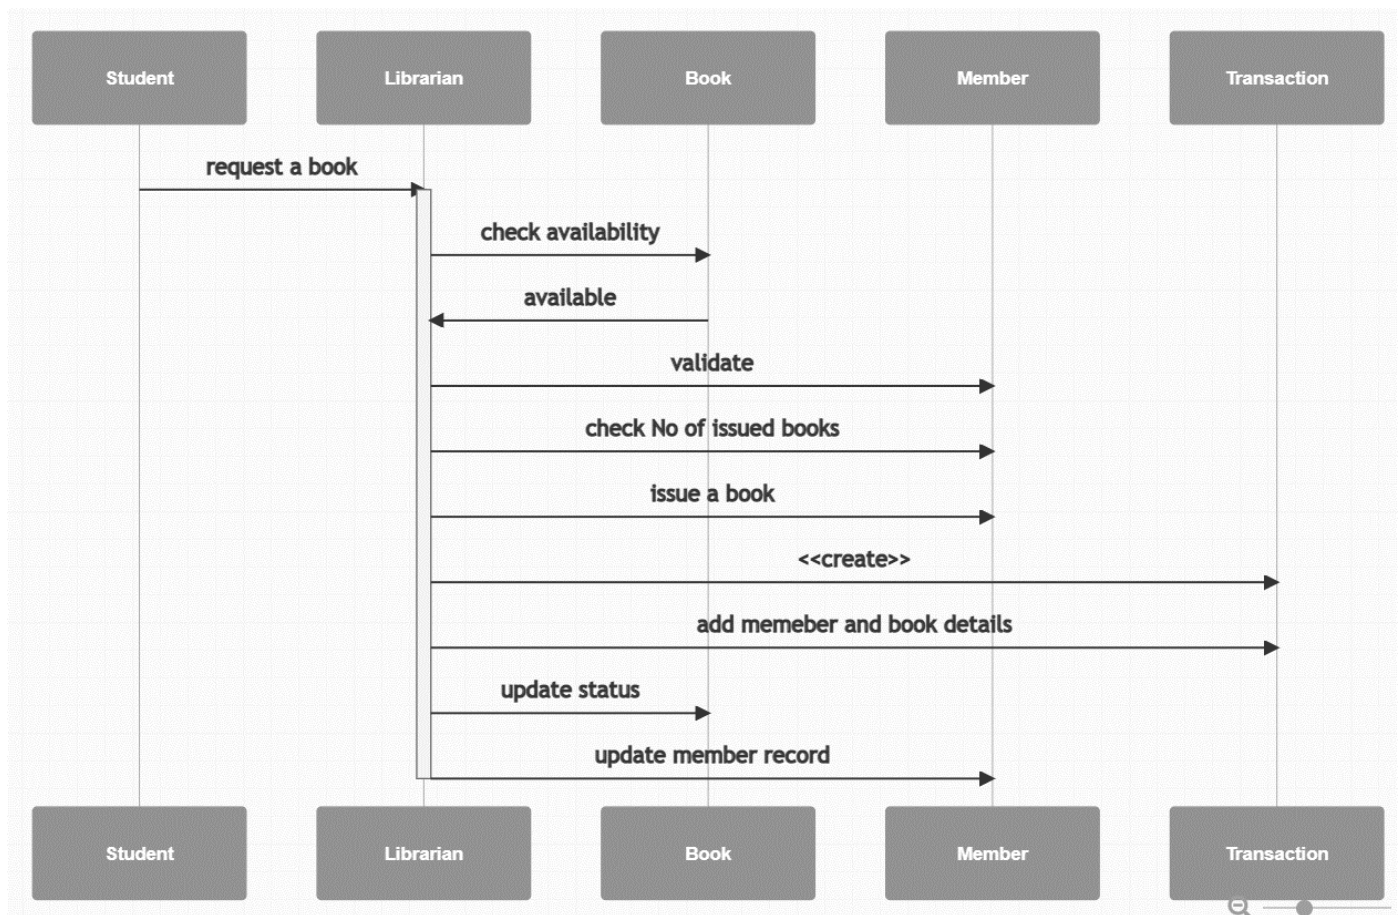 Student
Librarian
Book
Member
Transaction
request a book
check availability
available
validate
check No of issued books
issue a book
<<create>>
add memeber and book details
update status
update member record
Student
Librarian
Book
Member
Transaction